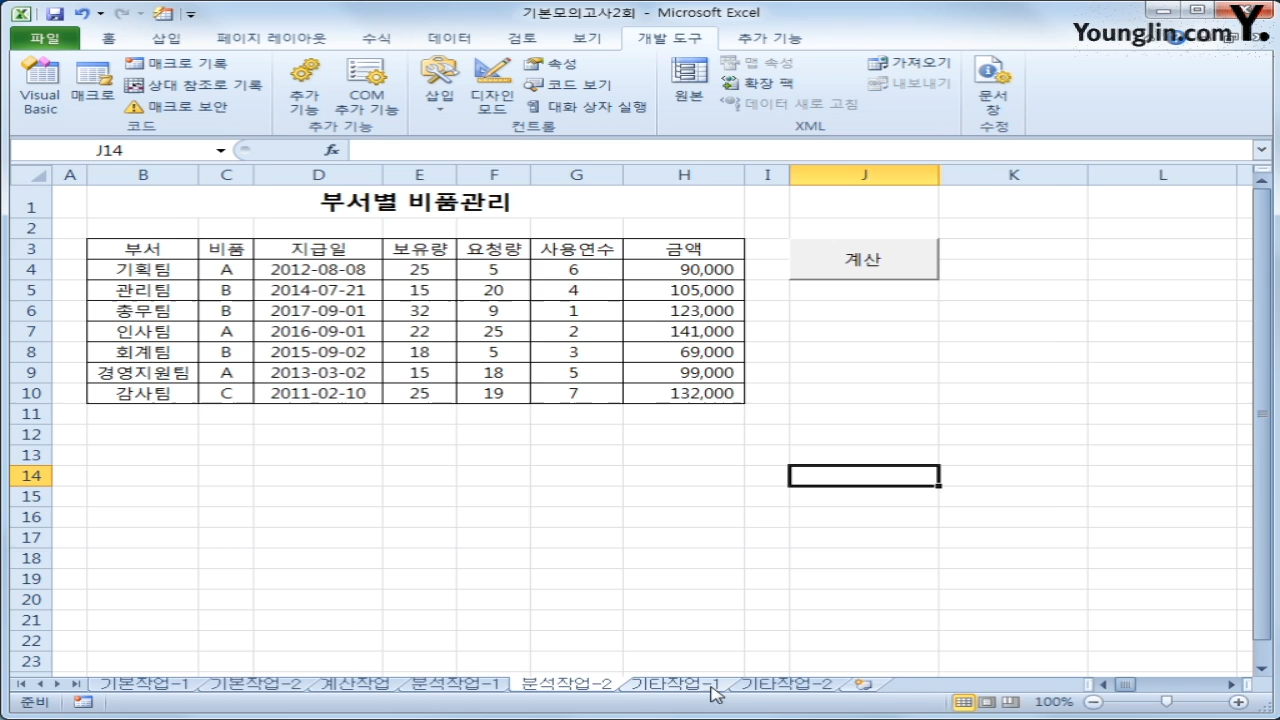 기본모의고사2회 - Microsoft Excel
Younglin.com Y.
파일 홈 삽입 페이지 레이아웃 수식 데이터 검토 보기 개발 도구 추가 기능
Visual Basic
매크로
매크로 기록
상대 참조로 기록
매크로 보안
코드
추가 기능
COM 추가 기능
추가 기능
삽입
디자인 모드
속성
코드 보기
대화 상자 실행
컨트롤
원본
맵 속성
확장 팩
데이터 새로 고침
가져오기
내보내기
XML
문서 창
수정
J14 fx
A B C D E F G H I J K L
1 부서별 비품관리
2
3 부서 비품 지급일 보유량 요청량 사용연수 금액 계산
4 기획팀 A 2012-08-08 25 5 6 90,000
5 관리팀 B 2014-07-21 15 20 4 105,000
6 총무팀 B 2017-09-01 32 9 1 123,000
7 인사팀 A 2016-09-01 22 25 2 141,000
8 회계팀 B 2015-09-02 18 5 3 69,000
9 경영지원팀 A 2013-03-02 15 18 5 99,000
10 감사팀 C 2011-02-10 25 19 7 132,000
11
12
13
14
15
16
17
18
19
20
21
22
23
기본작업-1 기본작업-2 계산작업 분석작업-1 분석작업-2 기타작업-1 기타작업-2
준비 100%